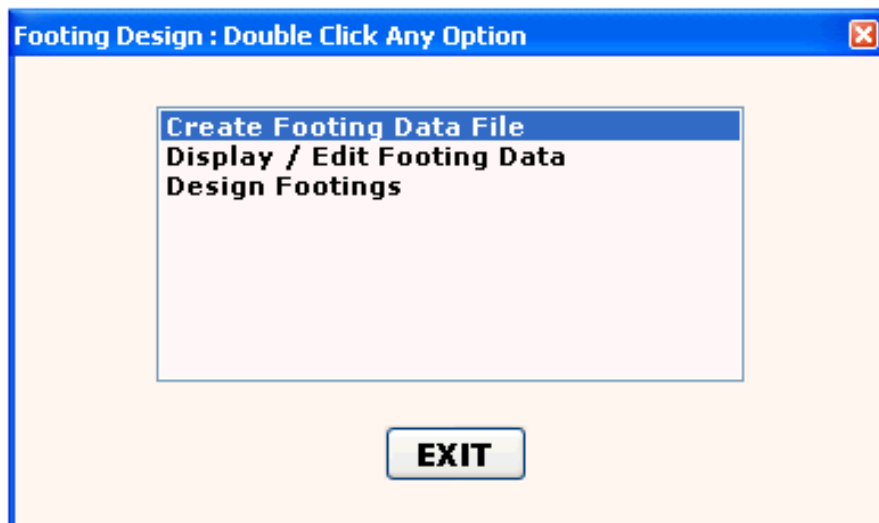 Footing Design : Double Click Any Option
Create Footing Data File
Display / Edit Footing Data
Design Footings
EXIT